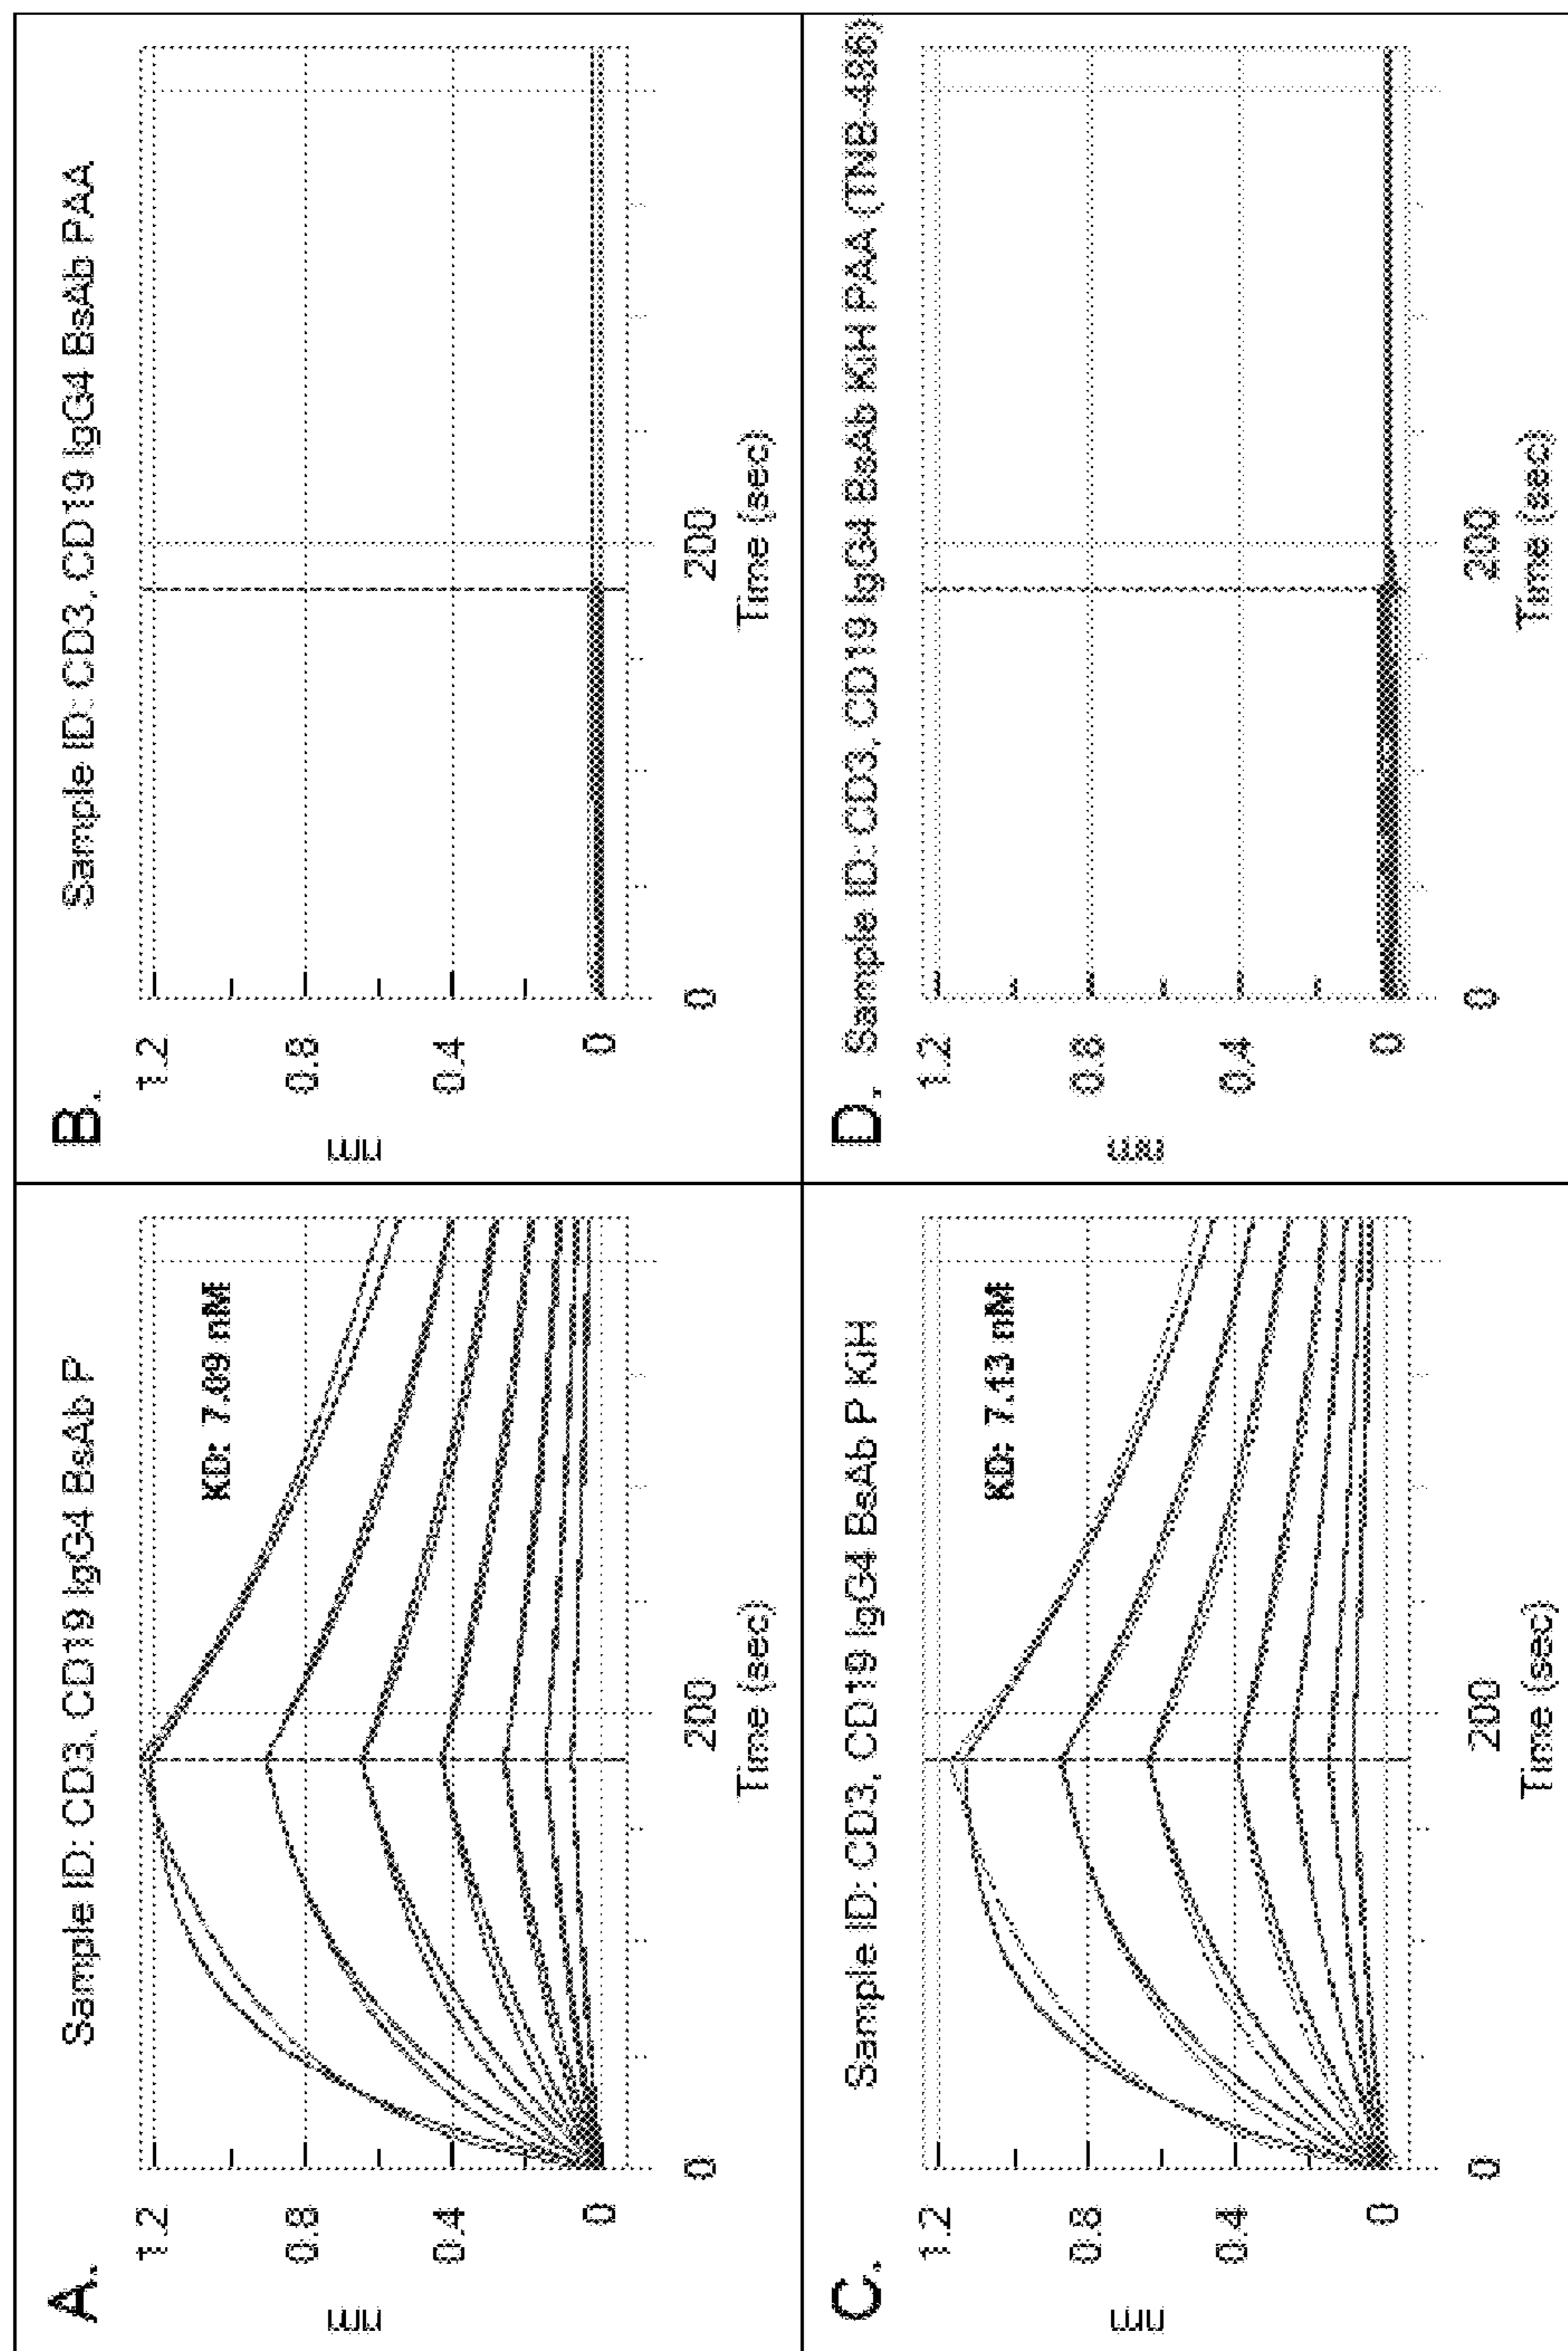 A.
Sample ID: CD3, CD19 IgG4 BsAb P
KD: 7.09 nM
1.2
0.8
0.4
0
nm
0
200
Time (sec)
B.
Sample ID: CD3, CD19 IgG4 BsAb PAA
1.2
0.8
0.4
0
nm
0
200
Time (sec)
C.
Sample ID: CD3, CD19 IgG4 BsAb P KiH
KD: 7.13 nM
1.2
0.8
0.4
0
nm
0
200
Time (sec)
D.
Sample ID: CD3, CD19 IgG4 BsAb KiH PAA (TNB-486)
1.2
0.8
0.4
0
nm
0
200
Time (sec)